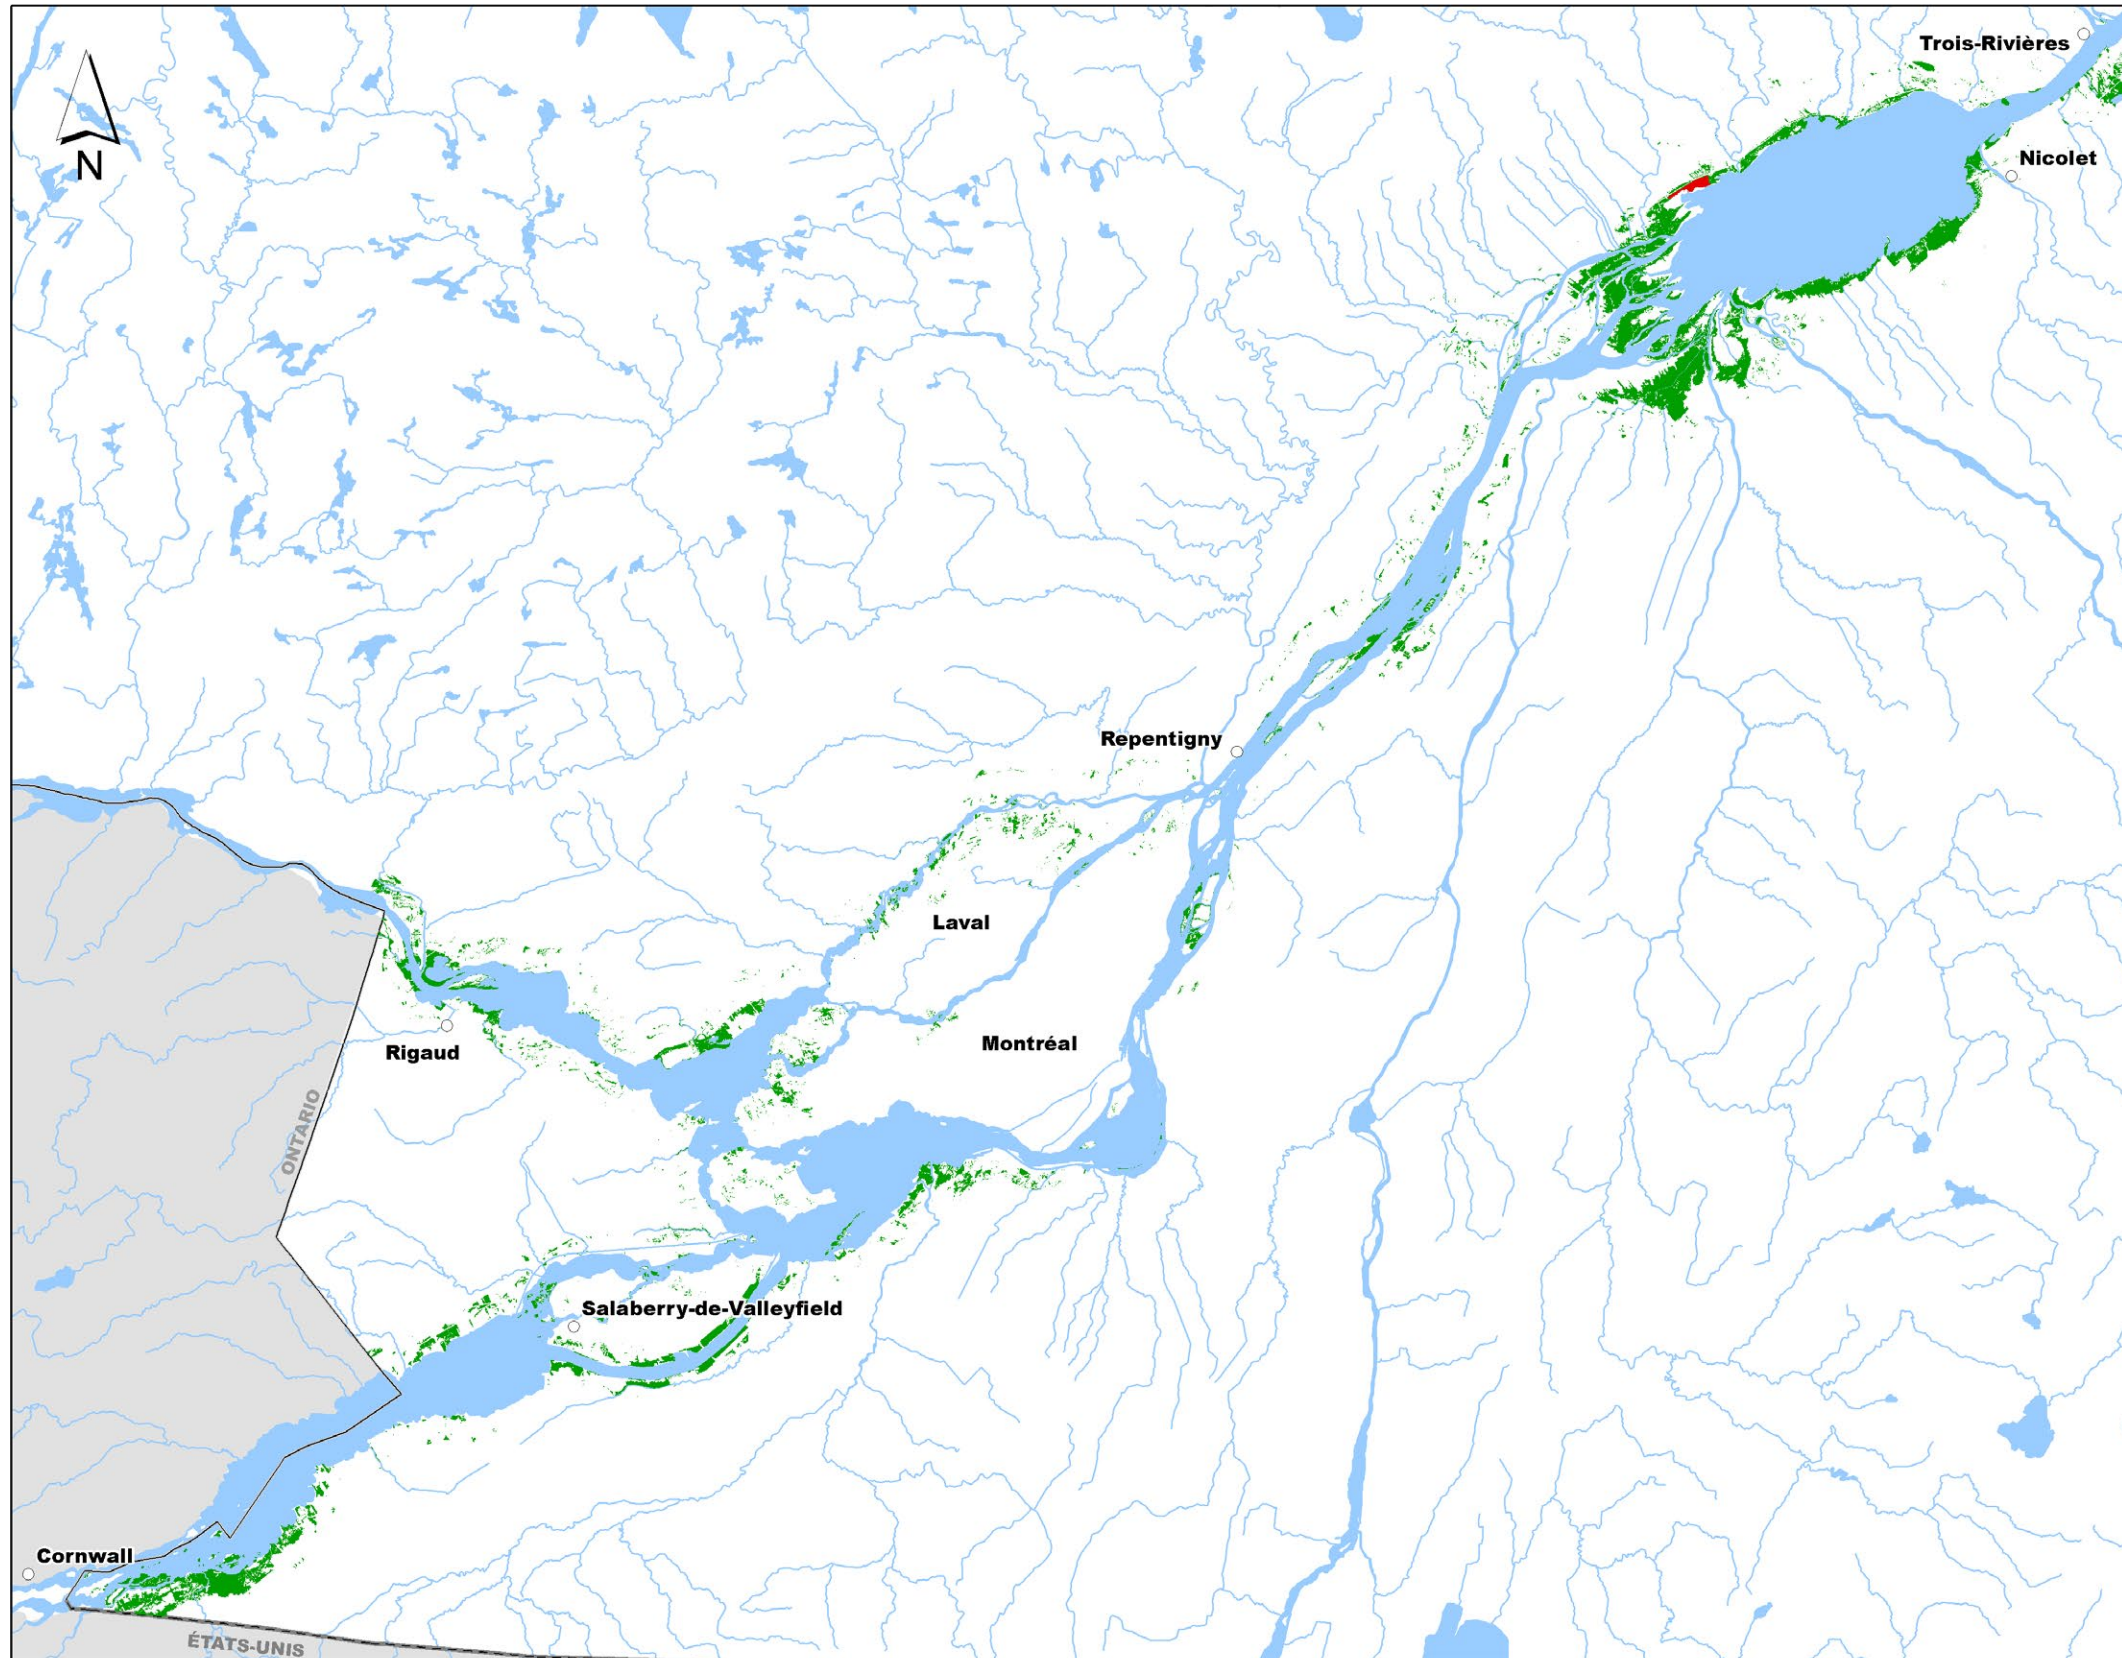 Trois-Rivières
N
Nicolet
Repentigny
Laval
Montréal
Rigaud
ONTARIO
Salaberry-de-Valleyfield
Cornwall
ÉTATS-UNIS